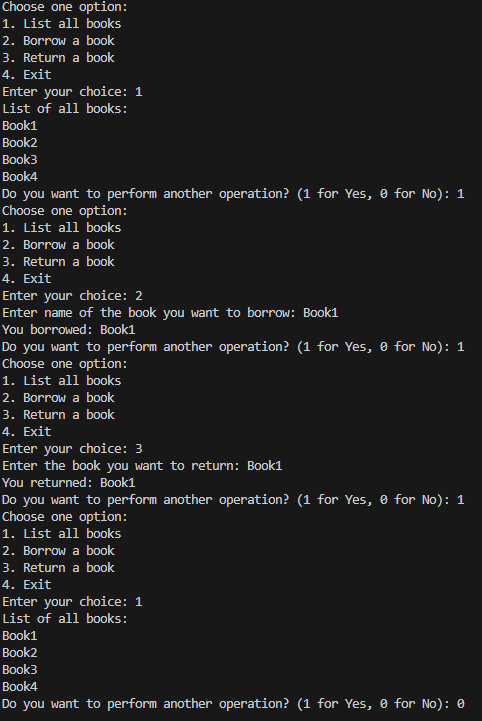 Choose one option:
1. List all books
2. Borrow a book
3. Return a book
4. Exit
Enter your choice: 1
List of all books:
Book1
Book2
Book3
Book4
Do you want to perform another operation? (1 for Yes, 0 for No): 1
Choose one option:
1. List all books
2. Borrow a book
3. Return a book
4. Exit
Enter your choice: 2
Enter name of the book you want to borrow: Book1
You borrowed: Book1
Do you want to perform another operation? (1 for Yes, 0 for No): 1
Choose one option:
1. List all books
2. Borrow a book
3. Return a book
4. Exit
Enter your choice: 3
Enter the book you want to return: Book1
You returned: Book1
Do you want to perform another operation? (1 for Yes, 0 for No): 1
Choose one option:
1. List all books
2. Borrow a book
3. Return a book
4. Exit
Enter your choice: 1
List of all books:
Book1
Book2
Book3
Book4
Do you want to perform another operation? (1 for Yes, 0 for No): 0